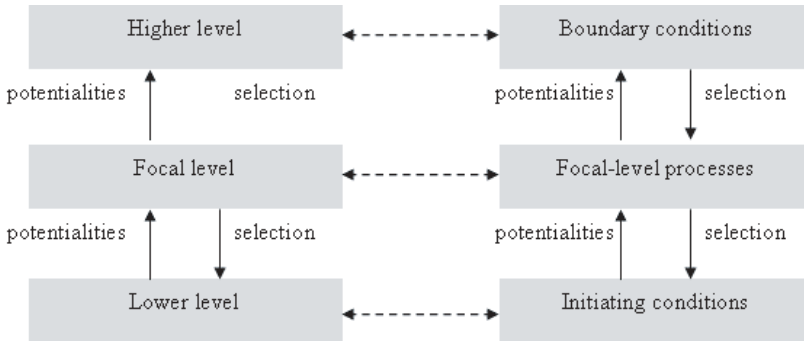 Higher level
Boundary conditions
potentialities
selection
potentialities
selection
Focal level
Focal-level processes
potentialities
selection
potentialities
selection
Lower level
Initiating conditions